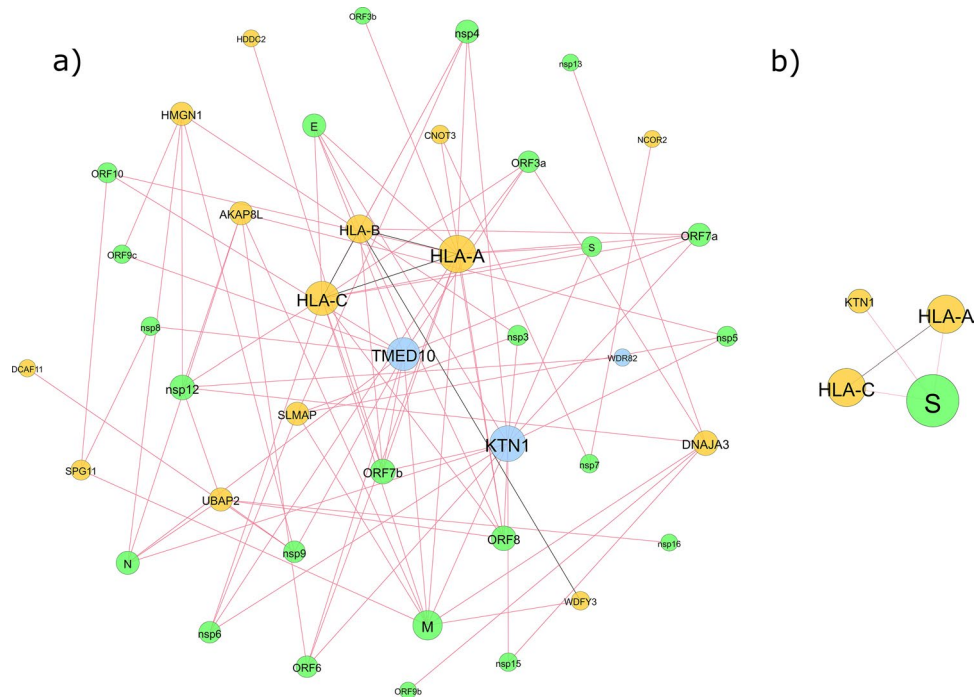 a)
b)
ORF3b
HDDC2
nsp4
nsp13
HMGN1
E
CNOT3
NCOR2
ORF10
ORF3a
AKAP8L
HLA-B
ORF9c
HLA-A
S
ORF7a
HLA-C
nsp8
TMED10
nsp3
nsp5
WDR82
DCAF11
nsp12
SLMAP
KTN1
DNAJA3
SPG11
ORF7b
nsp7
UBAP2
N
nsp9
ORF8
nsp16
WDFY3
nsp6
M
ORF6
nsp15
ORF9b
KTN1
HLA-A
HLA-C
S